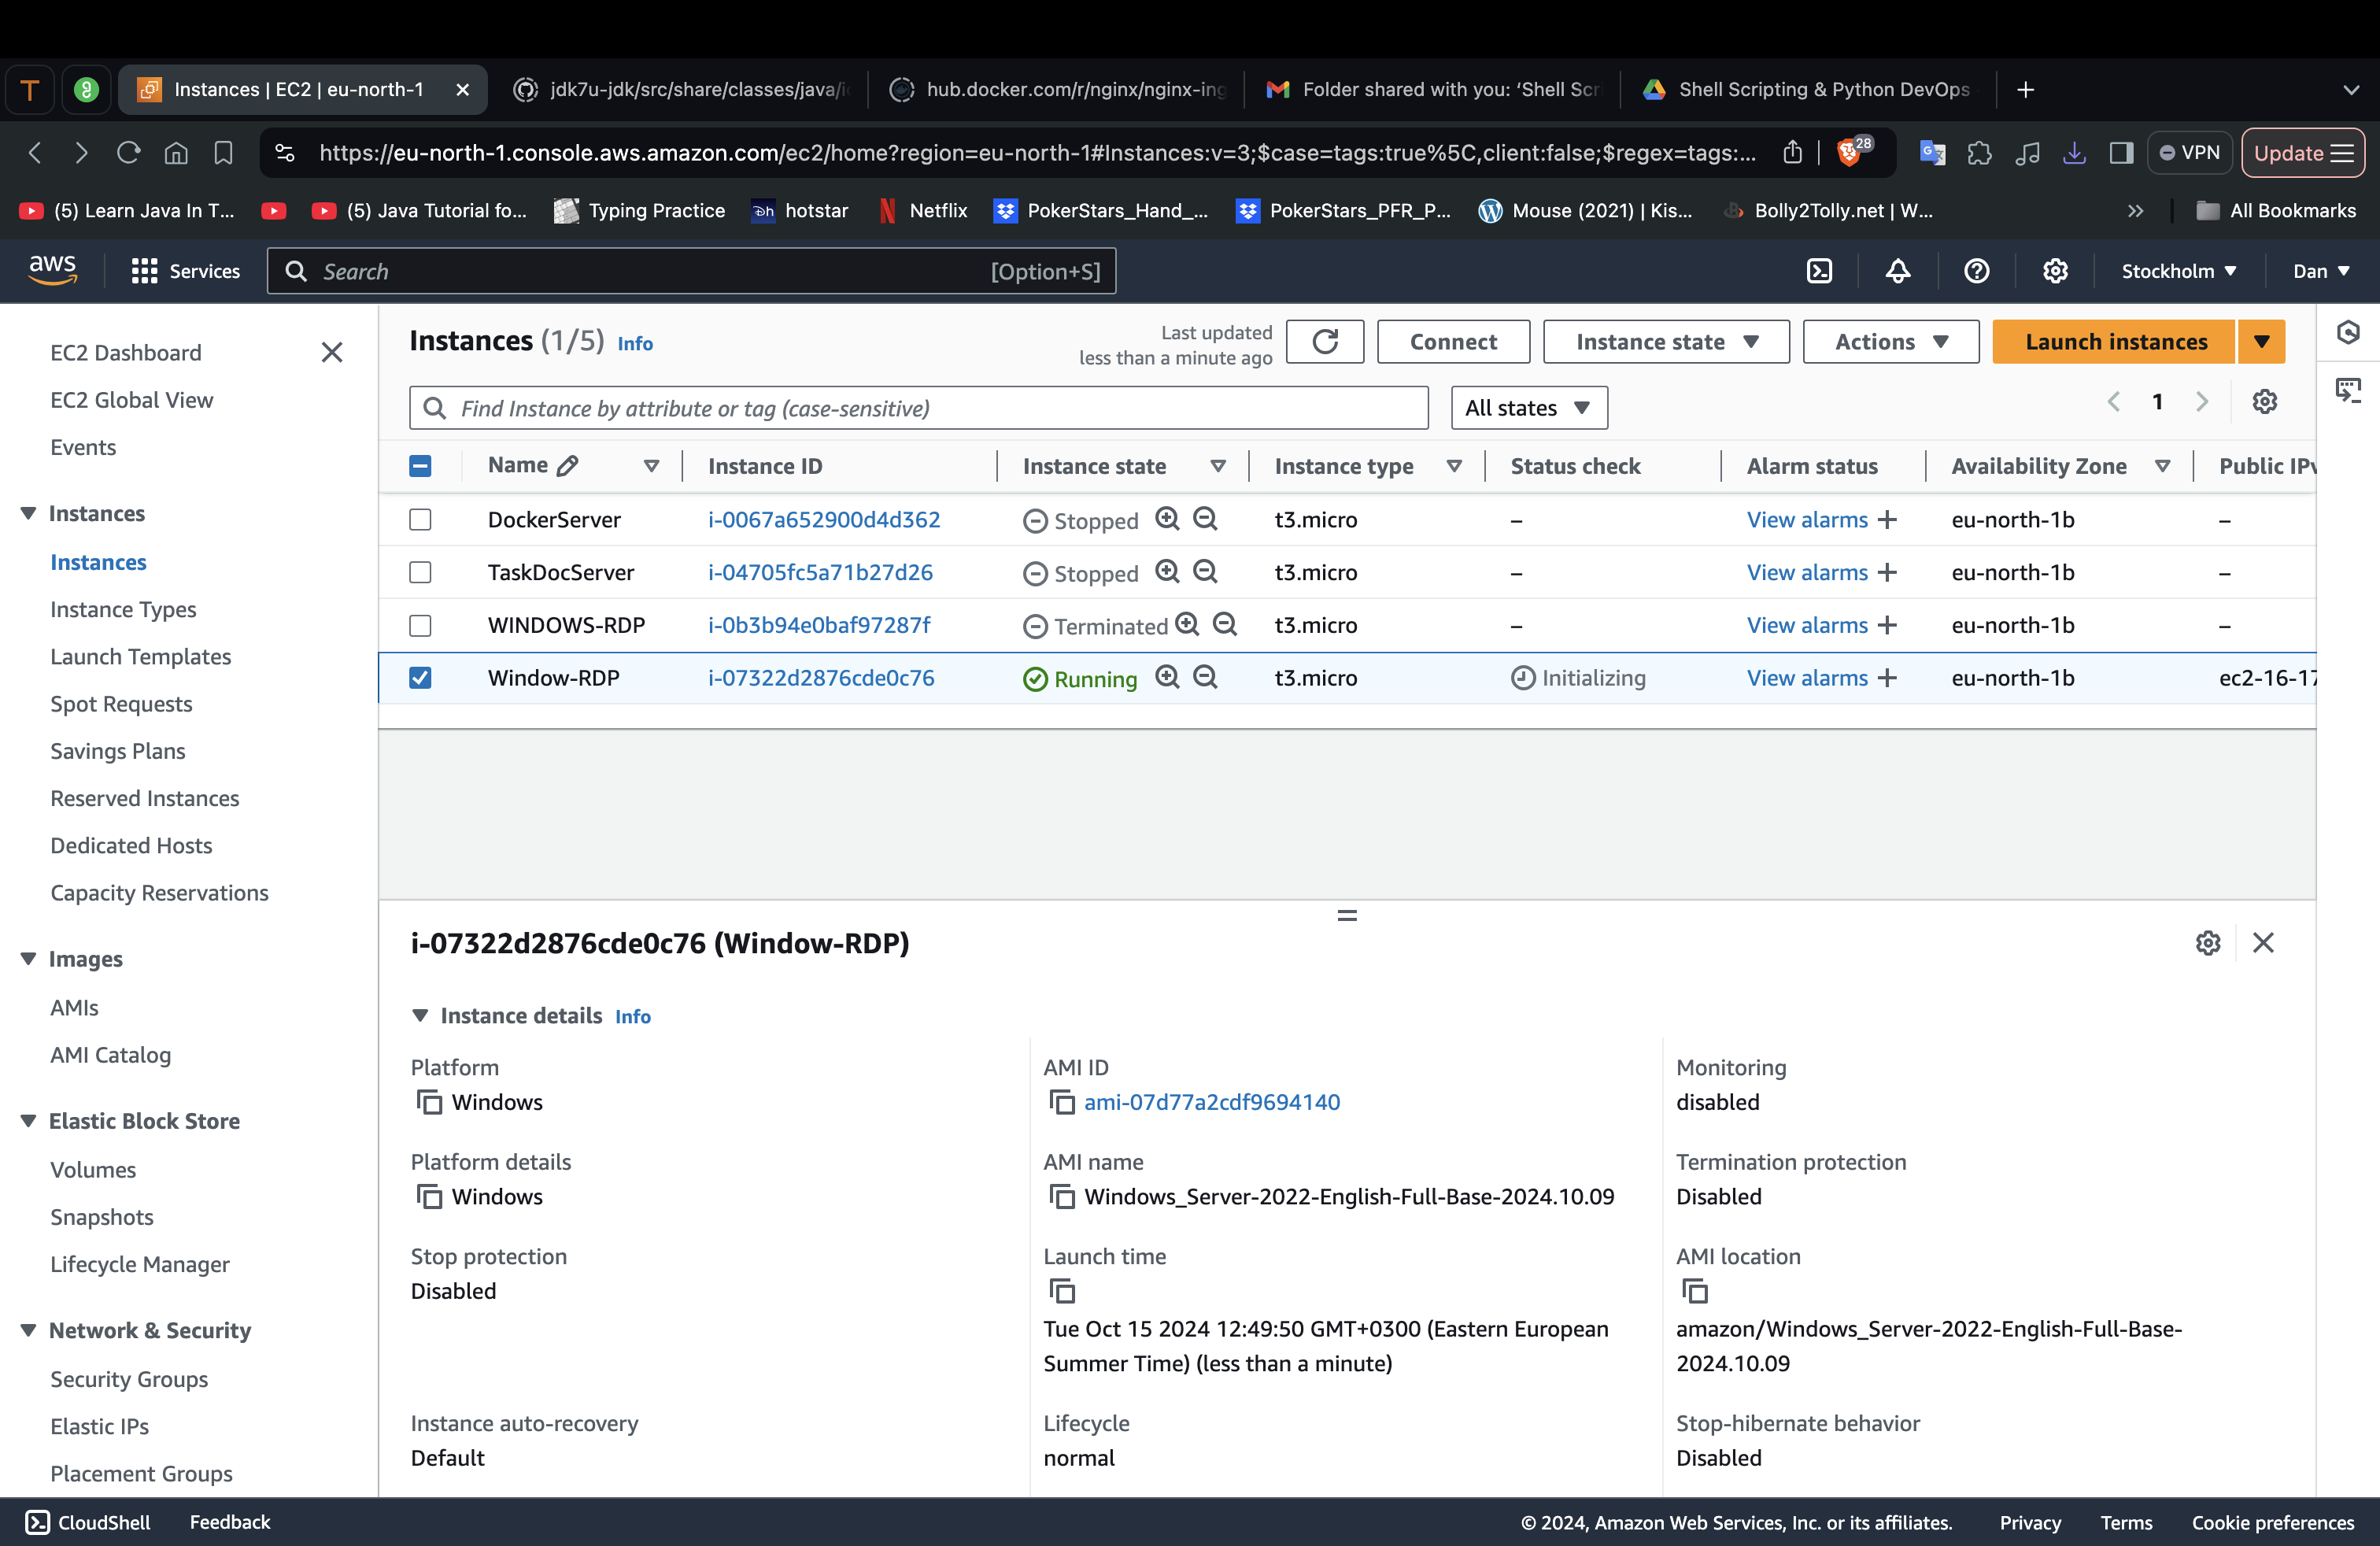 T
Instances | EC2 | eu-north-1
jdk7u-jdk/src/share/classes/java/i
hub.docker.com/r/nginx/nginx-ing
Folder shared with you: ‘Shell Scri
Shell Scripting & Python DevOps
https://eu-north-1.console.aws.amazon.com/ec2/home?region=eu-north-1#Instances:v=3;$case=tags:true%5C,client:false;$regex=tags:...
28
VPN
Update
(5) Learn Java In T...
(5) Java Tutorial fo...
Typing Practice
hotstar
Netflix
PokerStars_Hand_...
PokerStars_PFR_P...
Mouse (2021) | Kis...
Bolly2Tolly.net | W...
All Bookmarks
aws
Services
Search
[Option+S]
Stockholm
Dan
EC2 Dashboard
EC2 Global View
Events
Instances
Instances
Instance Types
Launch Templates
Spot Requests
Savings Plans
Reserved Instances
Dedicated Hosts
Capacity Reservations
Images
AMIs
AMI Catalog
Elastic Block Store
Volumes
Snapshots
Lifecycle Manager
Network & Security
Security Groups
Elastic IPs
Placement Groups
Instances (1/5) Info
Last updated
less than a minute ago
Connect
Instance state
Actions
Launch instances
Find Instance by attribute or tag (case-sensitive)
All states
1
Name Instance ID Instance state Instance type Status check Alarm status Availability Zone Public IPv
DockerServer i-0067a652900d4d362 Stopped t3.micro – View alarms + eu-north-1b –
TaskDocServer i-04705fc5a71b27d26 Stopped t3.micro – View alarms + eu-north-1b –
WINDOWS-RDP i-0b3b94e0baf97287f Terminated t3.micro – View alarms + eu-north-1b –
Window-RDP i-07322d2876cde0c76 Running t3.micro Initializing View alarms + eu-north-1b ec2-16-17
i-07322d2876cde0c76 (Window-RDP)
Instance details Info
Platform
Windows
AMI ID
ami-07d77a2cdf9694140
Monitoring
disabled
Platform details
Windows
AMI name
Windows_Server-2022-English-Full-Base-2024.10.09
Termination protection
Disabled
Stop protection
Disabled
Launch time
Tue Oct 15 2024 12:49:50 GMT+0300 (Eastern European
Summer Time) (less than a minute)
AMI location
amazon/Windows_Server-2022-English-Full-Base-
2024.10.09
Instance auto-recovery
Default
Lifecycle
normal
Stop-hibernate behavior
Disabled
CloudShell
Feedback
© 2024, Amazon Web Services, Inc. or its affiliates.
Privacy
Terms
Cookie preferences